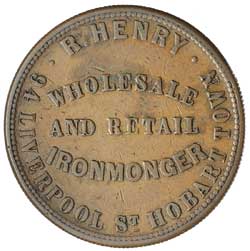 R. HENRY
94 LIVERPOOL ST HOBART TOWN
WHOLESALE
AND RETAIL
IRONMONGER